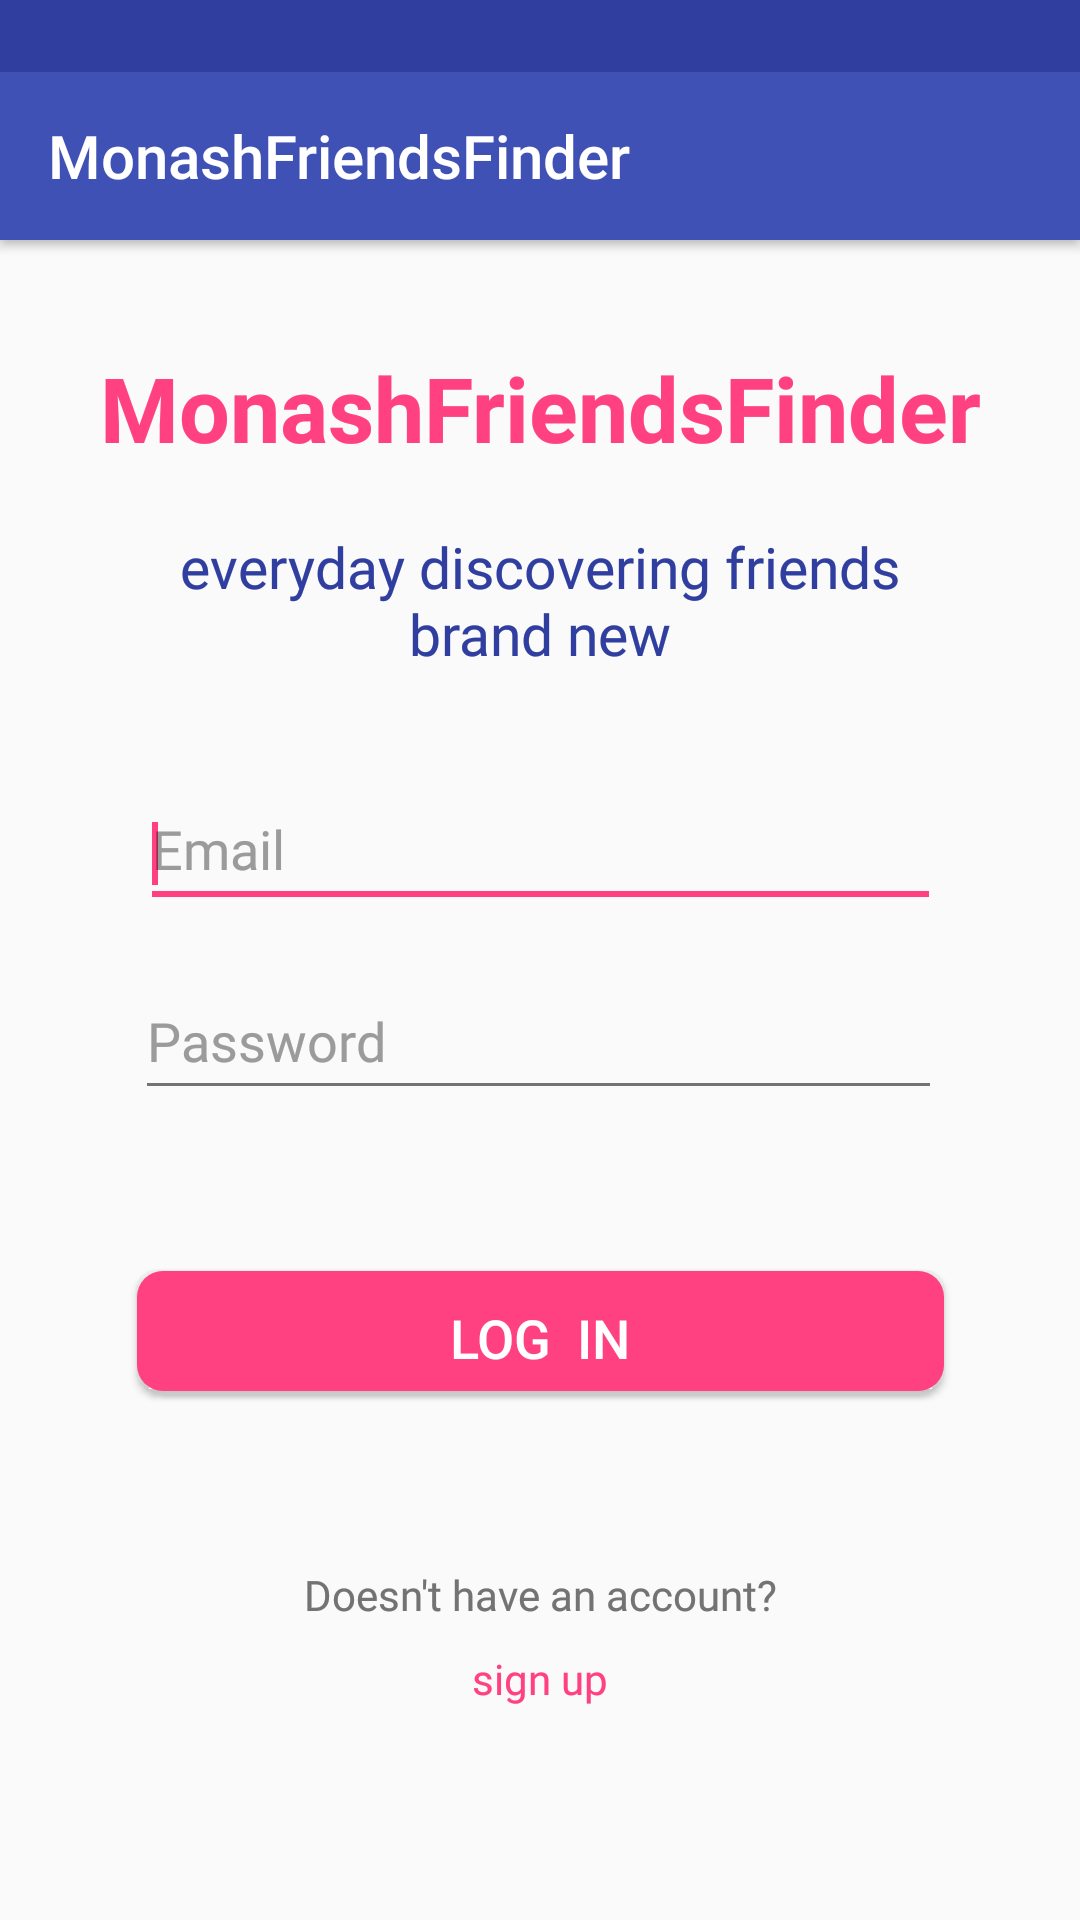 MonashFriendsFinder
MonashFriendsFinder
everyday discovering friends
brand new
Email
Password
LOG IN
Doesn't have an account?
sign up